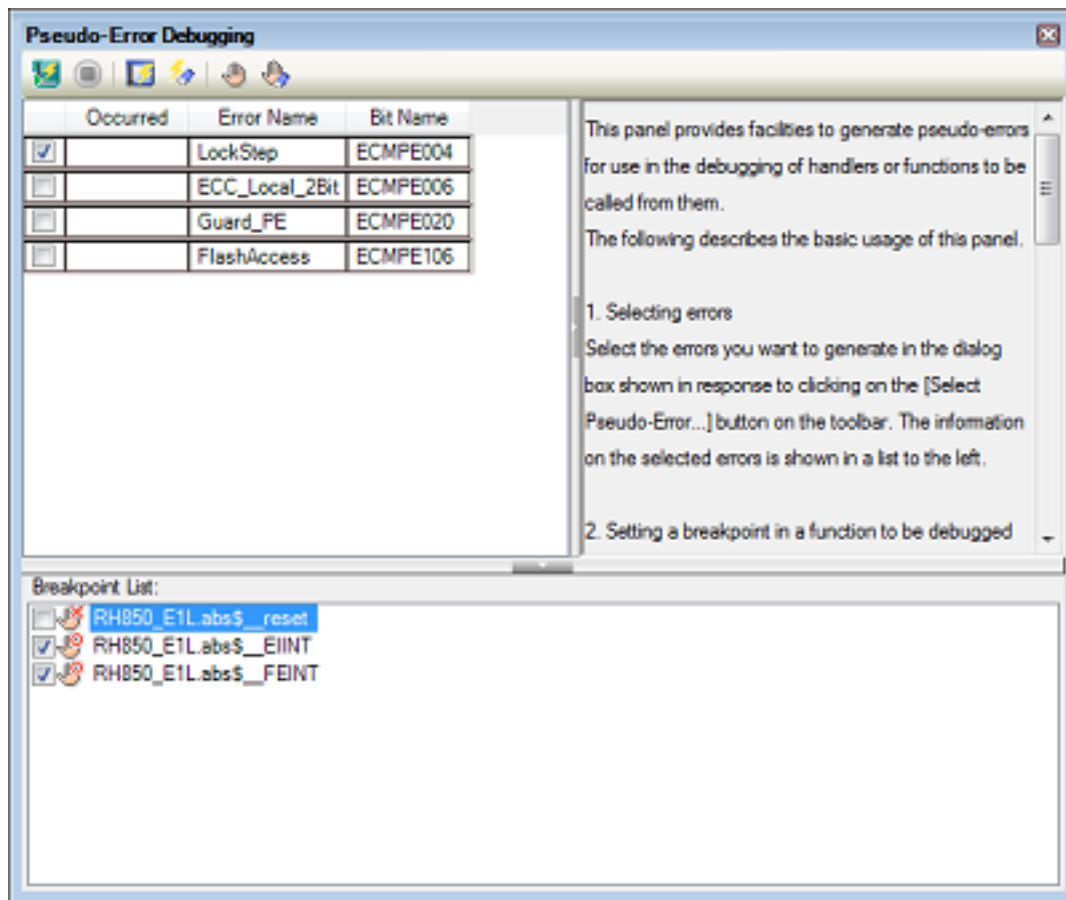 Pseudo-Error Debugging
Occurred Error Name Bit Name
LockStep ECMPE004
ECC_Local_2Bit ECMPE006
Guard_PE ECMPE020
FlashAccess ECMPE106
This panel provides facilities to generate pseudo-errors
for use in the debugging of handlers or functions to be
called from them.
The following describes the basic usage of this panel.
1. Selecting errors
Select the errors you want to generate in the dialog
box shown in response to clicking on the [Select
Pseudo-Error...] button on the toolbar. The information
on the selected errors is shown in a list to the left.
2. Setting a breakpoint in a function to be debugged
Breakpoint List:
RH850_E1L.abs$__reset
RH850_E1L.abs$__EIINT
RH850_E1L.abs$__FEINT